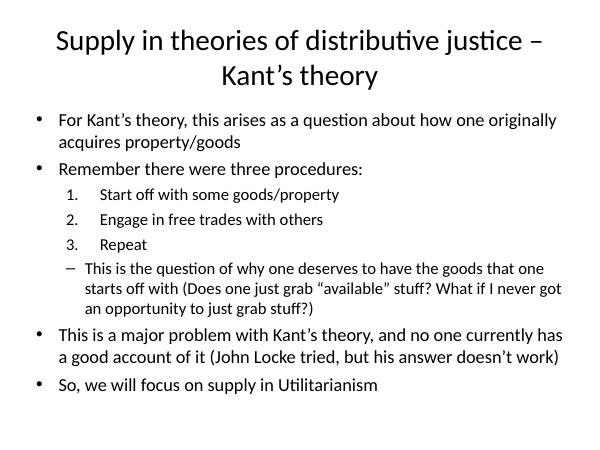 Supply in theories of distributive justice –
Kant’s theory
• For Kant’s theory, this arises as a question about how one originally
acquires property/goods
• Remember there were three procedures:
1. Start off with some goods/property
2. Engage in free trades with others
3. Repeat
– This is the question of why one deserves to have the goods that one
starts off with (Does one just grab “available” stuff? What if I never got
an opportunity to just grab stuff?)
• This is a major problem with Kant’s theory, and no one currently has
a good account of it (John Locke tried, but his answer doesn’t work)
• So, we will focus on supply in Utilitarianism